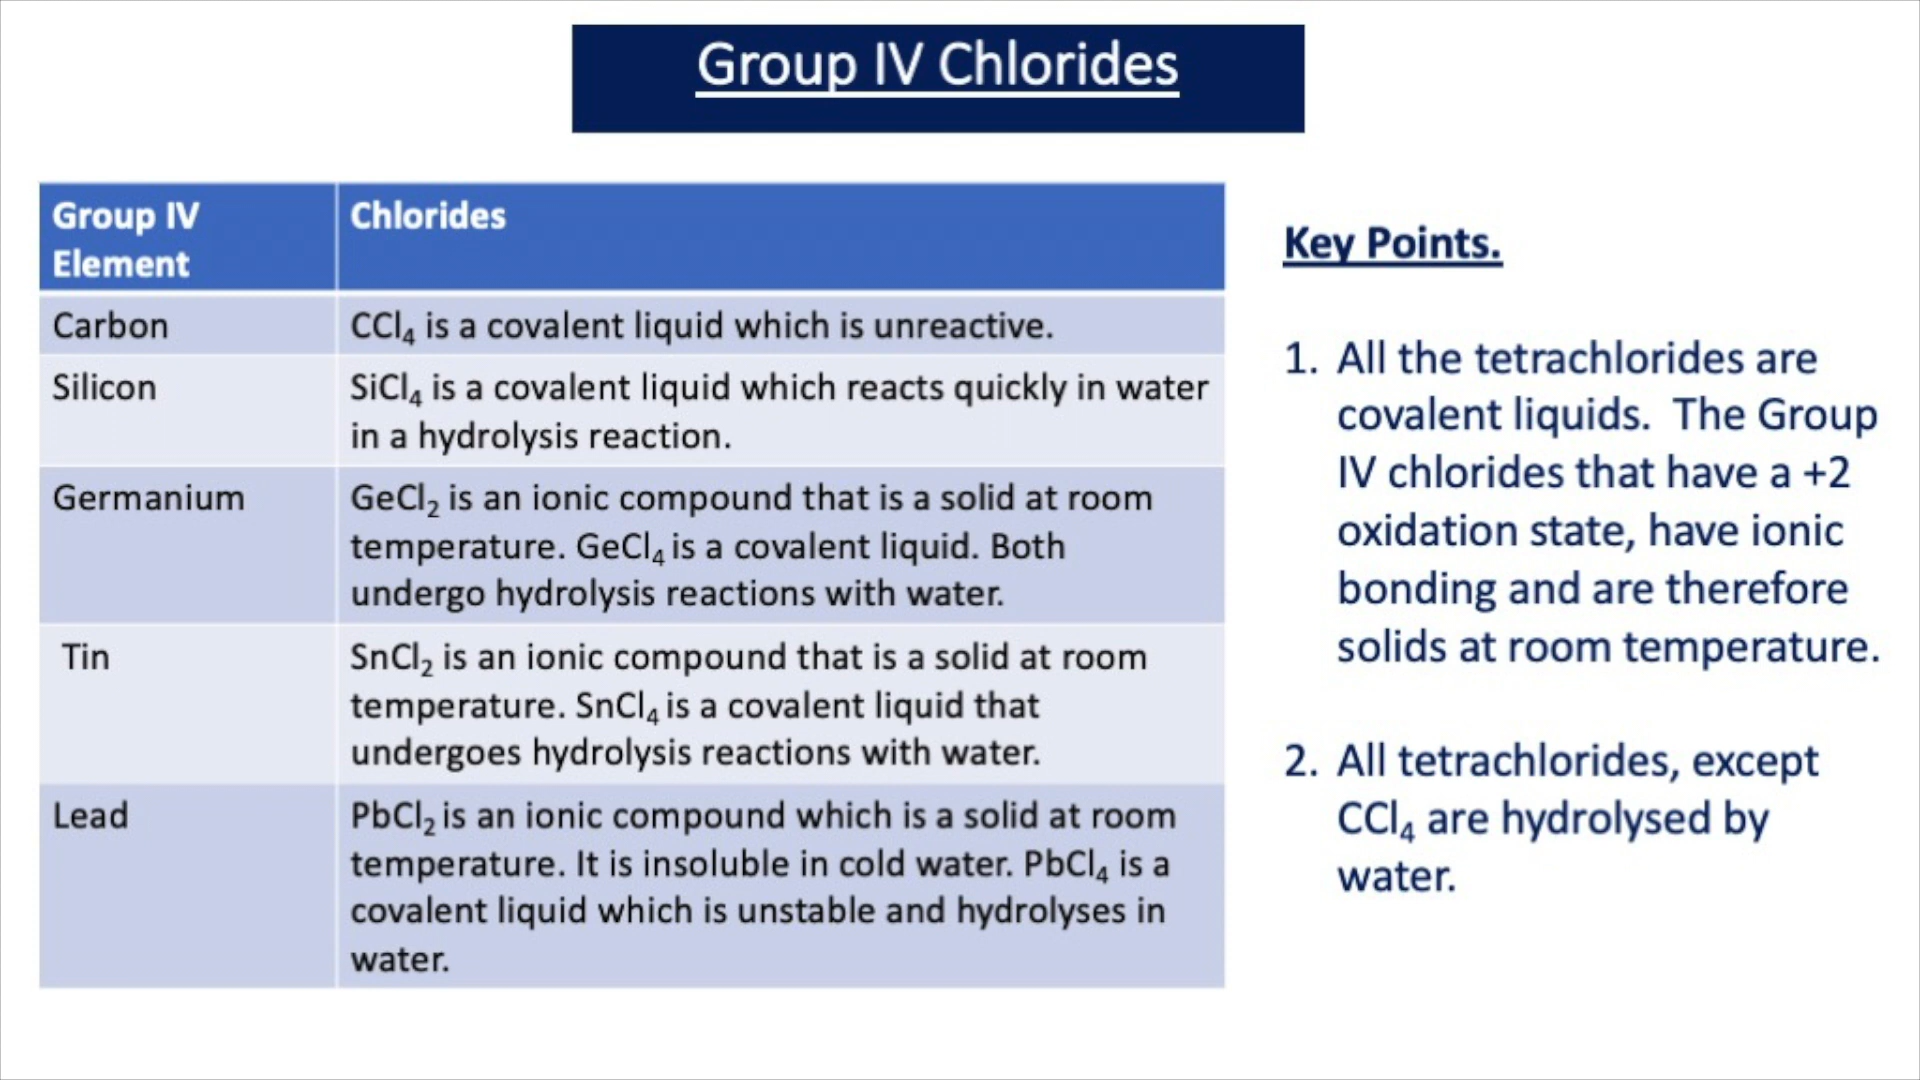 Group IV Chlorides
Group IV
Element
Chlorides
Carbon
CCl₄ is a covalent liquid which is unreactive.
Silicon
SiCl₄ is a covalent liquid which reacts quickly in water
in a hydrolysis reaction.
Germanium
GeCl₂ is an ionic compound that is a solid at room
temperature. GeCl₄ is a covalent liquid. Both
undergo hydrolysis reactions with water.
Tin
SnCl₂ is an ionic compound that is a solid at room
temperature. SnCl₄ is a covalent liquid that
undergoes hydrolysis reactions with water.
Lead
PbCl₂ is an ionic compound which is a solid at room
temperature. It is insoluble in cold water. PbCl₄ is a
covalent liquid which is unstable and hydrolyses in
water.
Key Points.
1. All the tetrachlorides are
covalent liquids. The Group
IV chlorides that have a +2
oxidation state, have ionic
bonding and are therefore
solids at room temperature.
2. All tetrachlorides, except
CCl₄ are hydrolysed by
water.